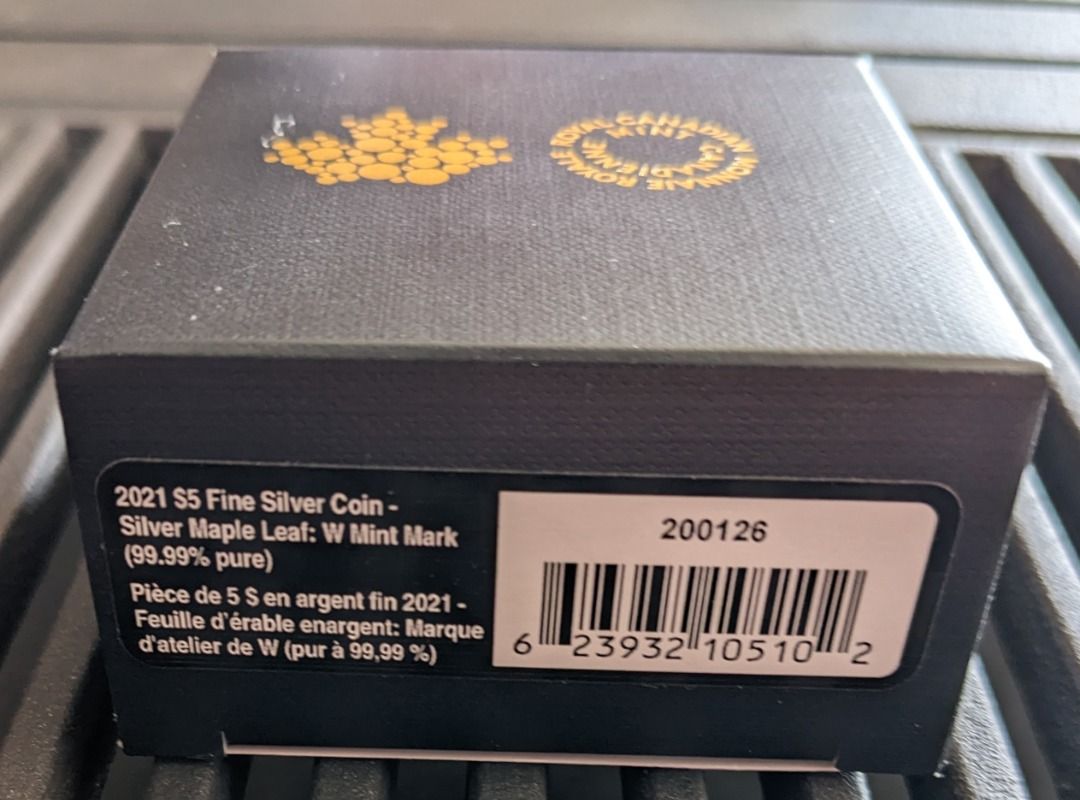 ROYAL CANADIAN MINT
MONNAIE ROYALE CANADIENNE
2021 $5 Fine Silver Coin -
Silver Maple Leaf: W Mint Mark
(99.99% pure)
Pièce de 5 $ en argent fin 2021 -
Feuille d'érable enargent: Marque
d'atelier de W (pur à 99,99 %)
200126
6 23932 10510 2